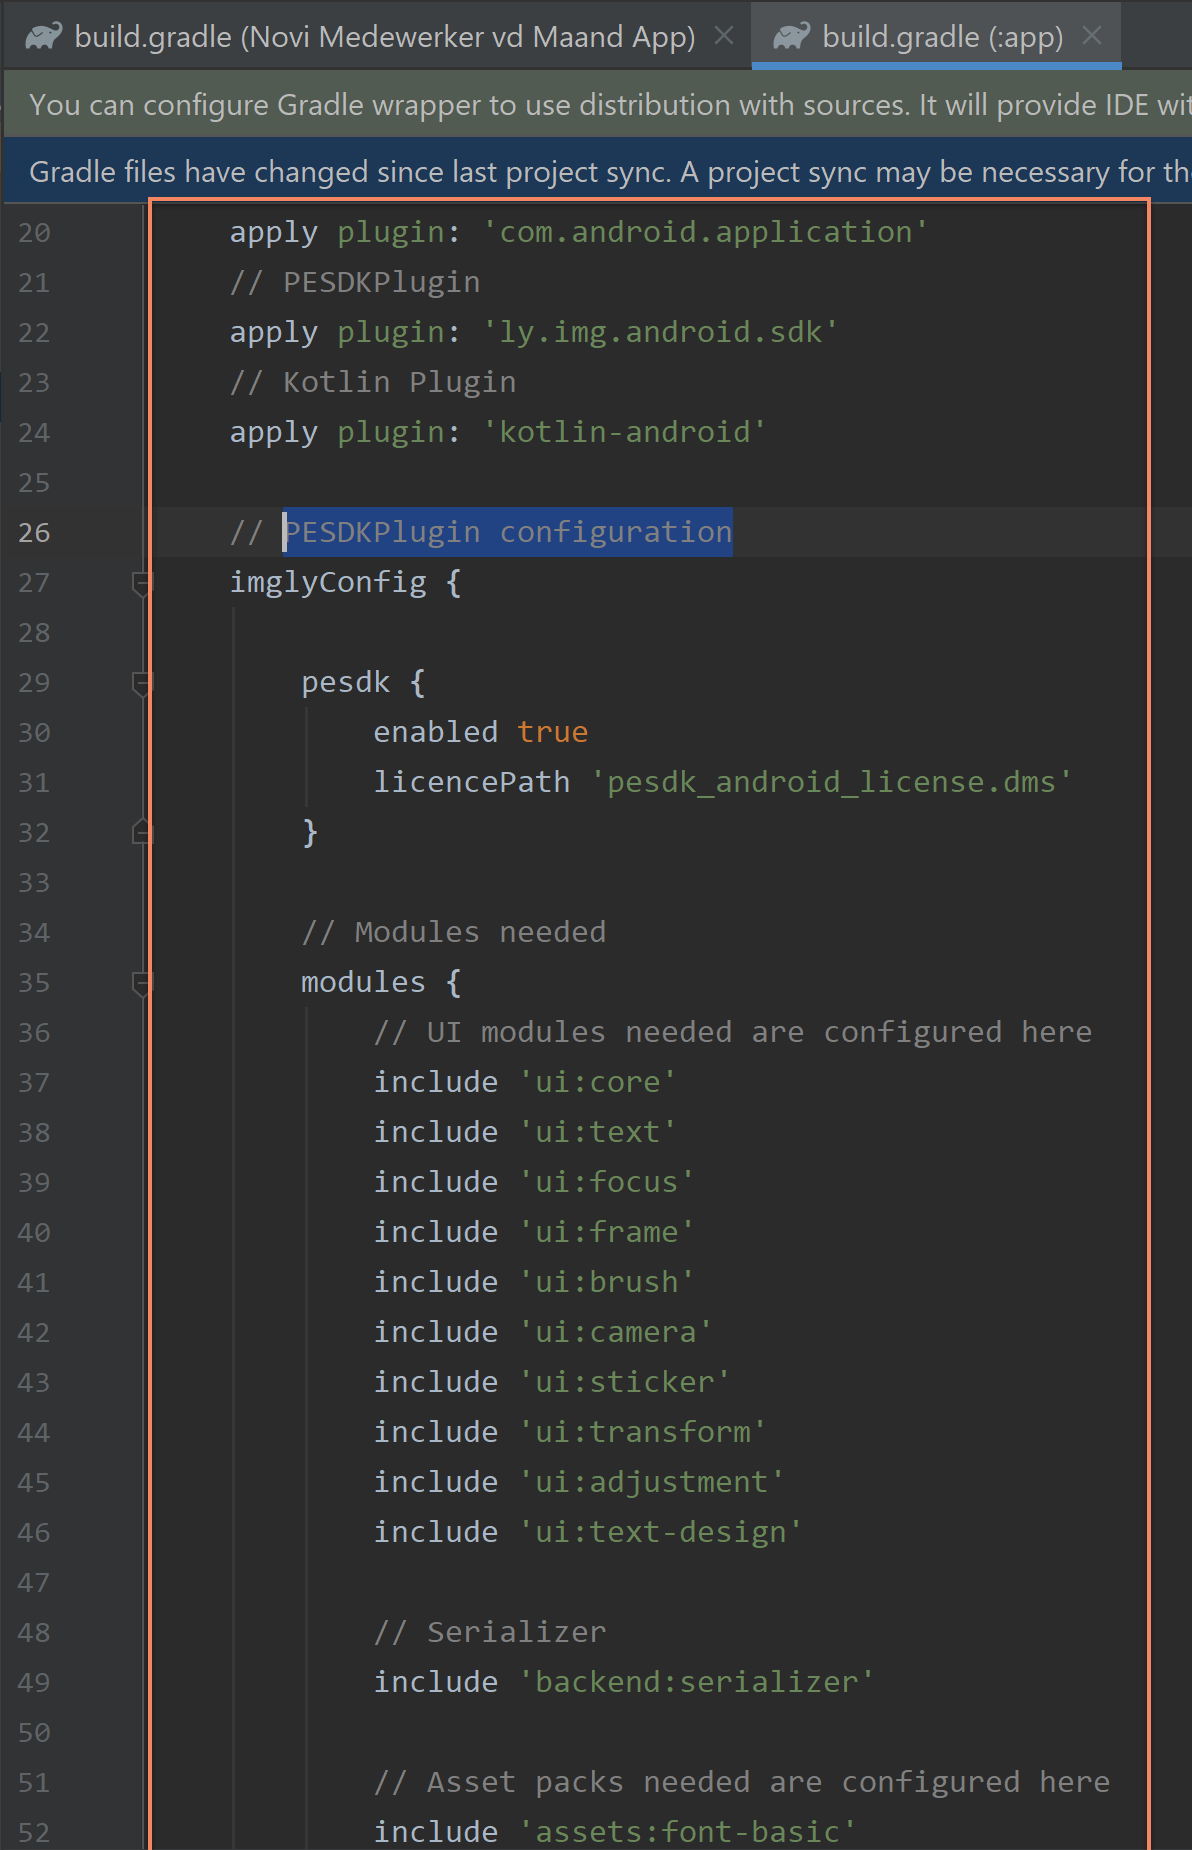 build.gradle (Novi Medewerker vd Maand App) build.gradle (:app)
You can configure Gradle wrapper to use distribution with sources. It will provide IDE wit
Gradle files have changed since last project sync. A project sync may be necessary for the
20 apply plugin: 'com.android.application'
21 // PESDKPlugin
22 apply plugin: 'ly.img.android.sdk'
23 // Kotlin Plugin
24 apply plugin: 'kotlin-android'
25
26 // PESDKPlugin configuration
27 imglyConfig {
28
29 pesdk {
30 enabled true
31 licencePath 'pesdk_android_license.dms'
32 }
33
34 // Modules needed
35 modules {
36 // UI modules needed are configured here
37 include 'ui:core'
38 include 'ui:text'
39 include 'ui:focus'
40 include 'ui:frame'
41 include 'ui:brush'
42 include 'ui:camera'
43 include 'ui:sticker'
44 include 'ui:transform'
45 include 'ui:adjustment'
46 include 'ui:text-design'
47
48 // Serializer
49 include 'backend:serializer'
50
51 // Asset packs needed are configured here
52 include 'assets:font-basic'